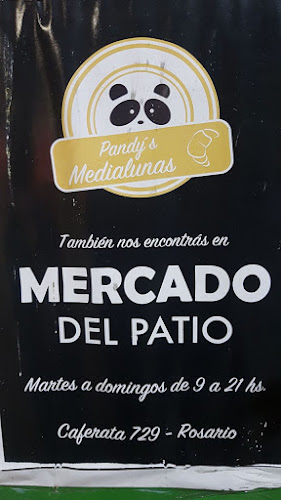 Pandy's
Medialunas
También nos encontrás en
MERCADO
DEL PATIO
Martes a domingos de 9 a 21 hs.
Caferata 729 - Rosario